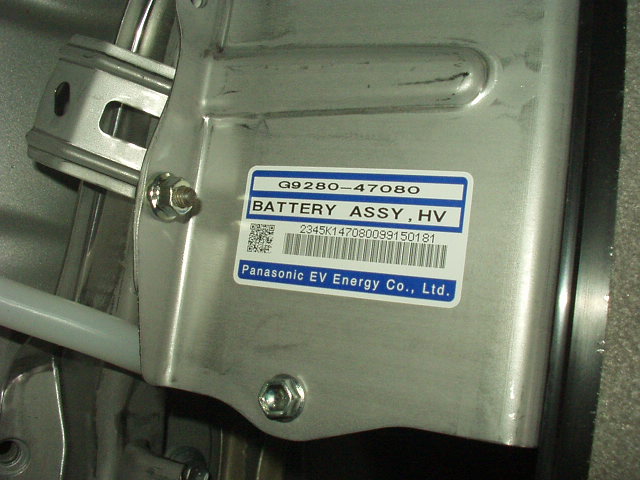 G9280-47080
BATTERY ASSY, HV
2345K147080099150181
Panasonic EV Energy Co., Ltd.